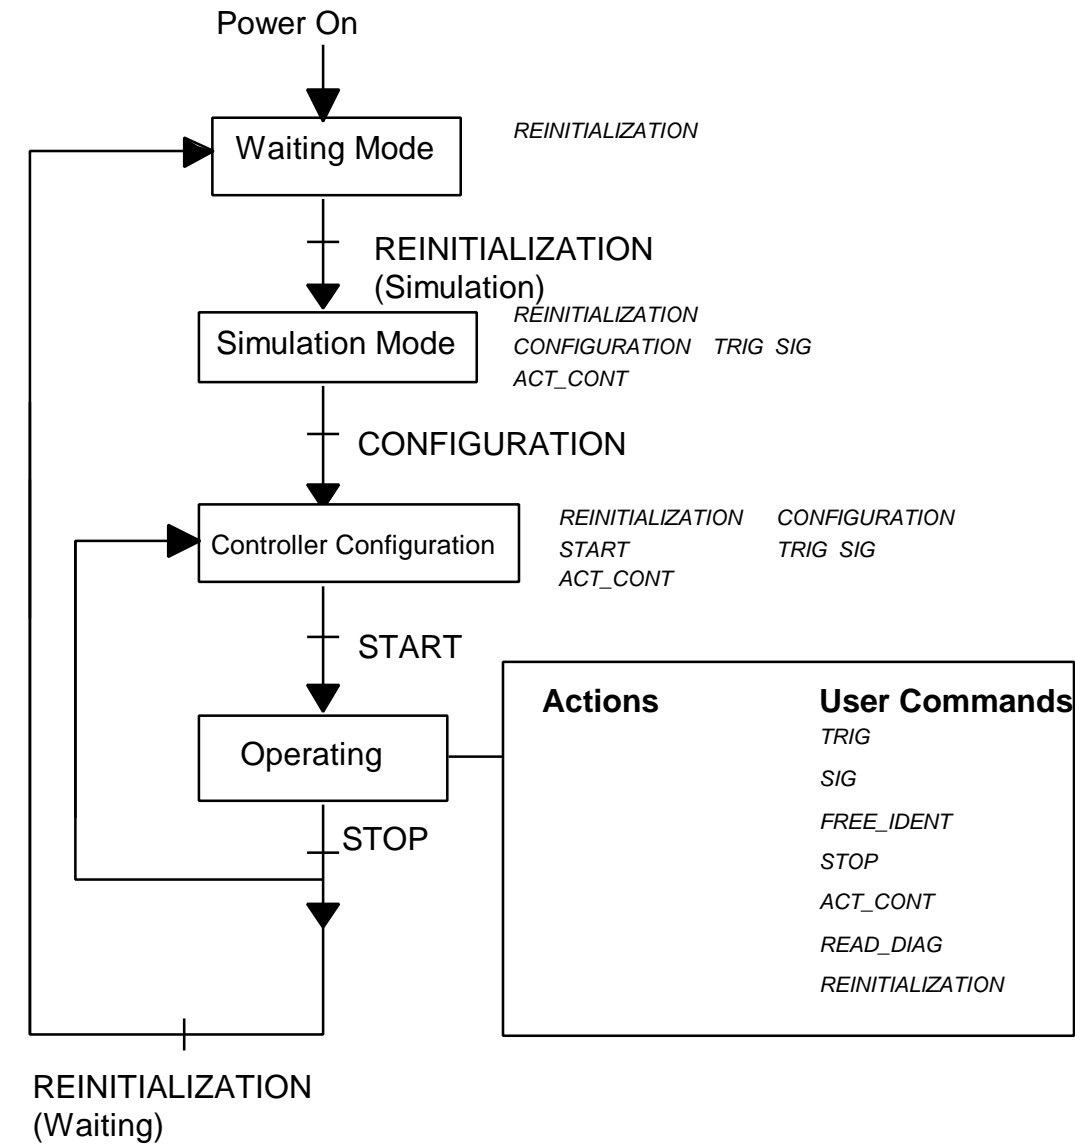 Power On
Waiting Mode
REINITIALIZATION
REINITIALIZATION
(Simulation)
Simulation Mode
REINITIALIZATION
CONFIGURATION TRIG SIG
ACT_CONT
CONFIGURATION
Controller Configuration
REINITIALIZATION CONFIGURATION
START TRIG SIG
ACT_CONT
START
Operating
Actions User Commands
TRIG
SIG
FREE_IDENT
STOP
ACT_CONT
READ_DIAG
REINITIALIZATION
STOP
REINITIALIZATION
(Waiting)